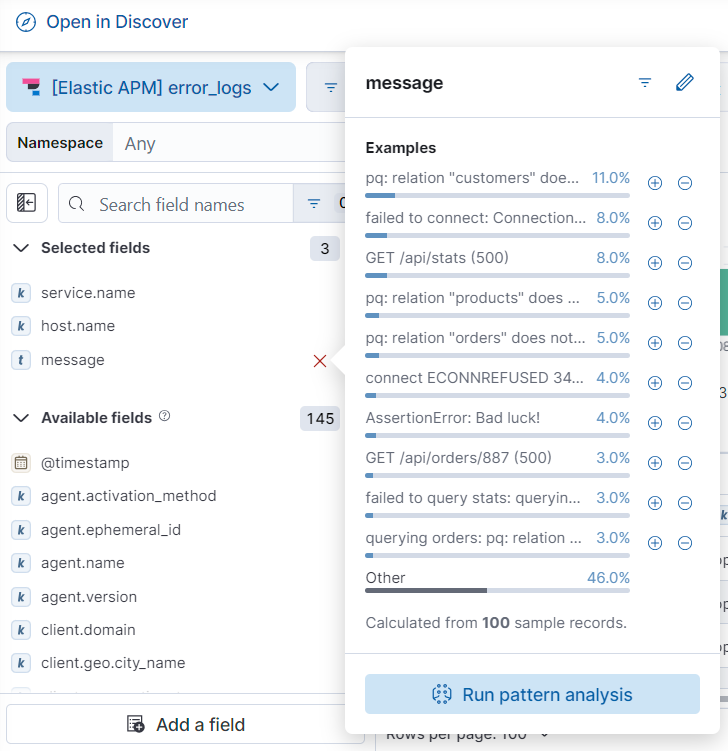 Open in Discover
[Elastic APM] error_logs
Namespace Any
Search field names
Selected fields 3
k service.name
k host.name
t message
Available fields 145
@timestamp
k agent.activation_method
k agent.ephemeral_id
k agent.name
k agent.version
k client.domain
k client.geo.city_name
Add a field
message
Examples
pq: relation "customers" doe... 11.0%
failed to connect: Connection... 8.0%
GET /api/stats (500) 8.0%
pq: relation "products" does ... 5.0%
pq: relation "orders" does not... 5.0%
connect ECONNREFUSED 34... 4.0%
AssertionError: Bad luck! 4.0%
GET /api/orders/887 (500) 3.0%
failed to query stats: queryin... 3.0%
querying orders: pq: relation ... 3.0%
Other 46.0%
Calculated from 100 sample records.
Run pattern analysis
Rows per page: 100